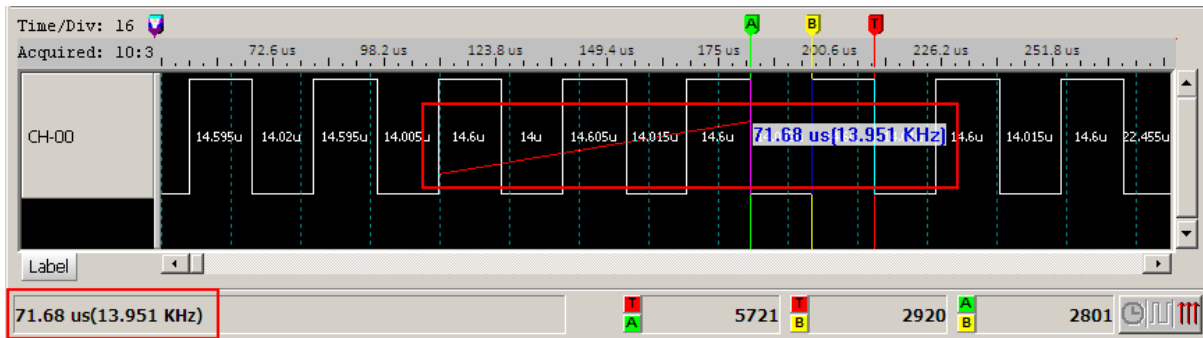 Time/Div: 16
A B T
Acquired: 10:3 72.6 us 98.2 us 123.8 us 149.4 us 175 us 200.6 us 226.2 us 251.8 us
CH-00 14.595u 14.02u 14.595u 14.005u 14.6u 14u 14.605u 14.015u 14.6u 71.68 us(13.951 KHz) 14.6u 14.015u 14.6u 22.455u
Label
71.68 us(13.951 KHz) T A 5721 T B 2920 A B 2801